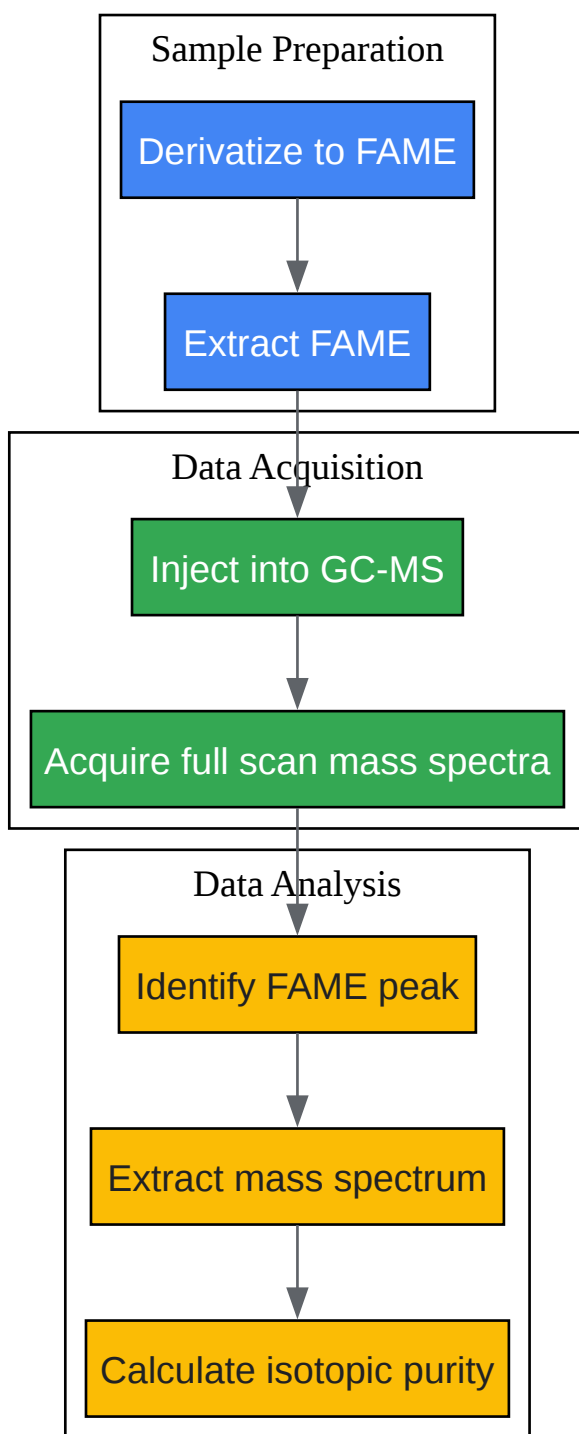 Sample Preparation
Derivatize to FAME
Extract FAME
Data Acquisition
Inject into GC-MS
Acquire full scan mass spectra
Data Analysis
Identify FAME peak
Extract mass spectrum
Calculate isotopic purity